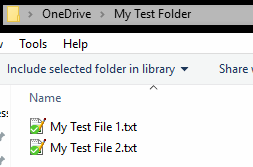 OneDrive > My Test Folder
Tools Help
Include selected folder in library
Name
My Test File 1.txt
My Test File 2.txt